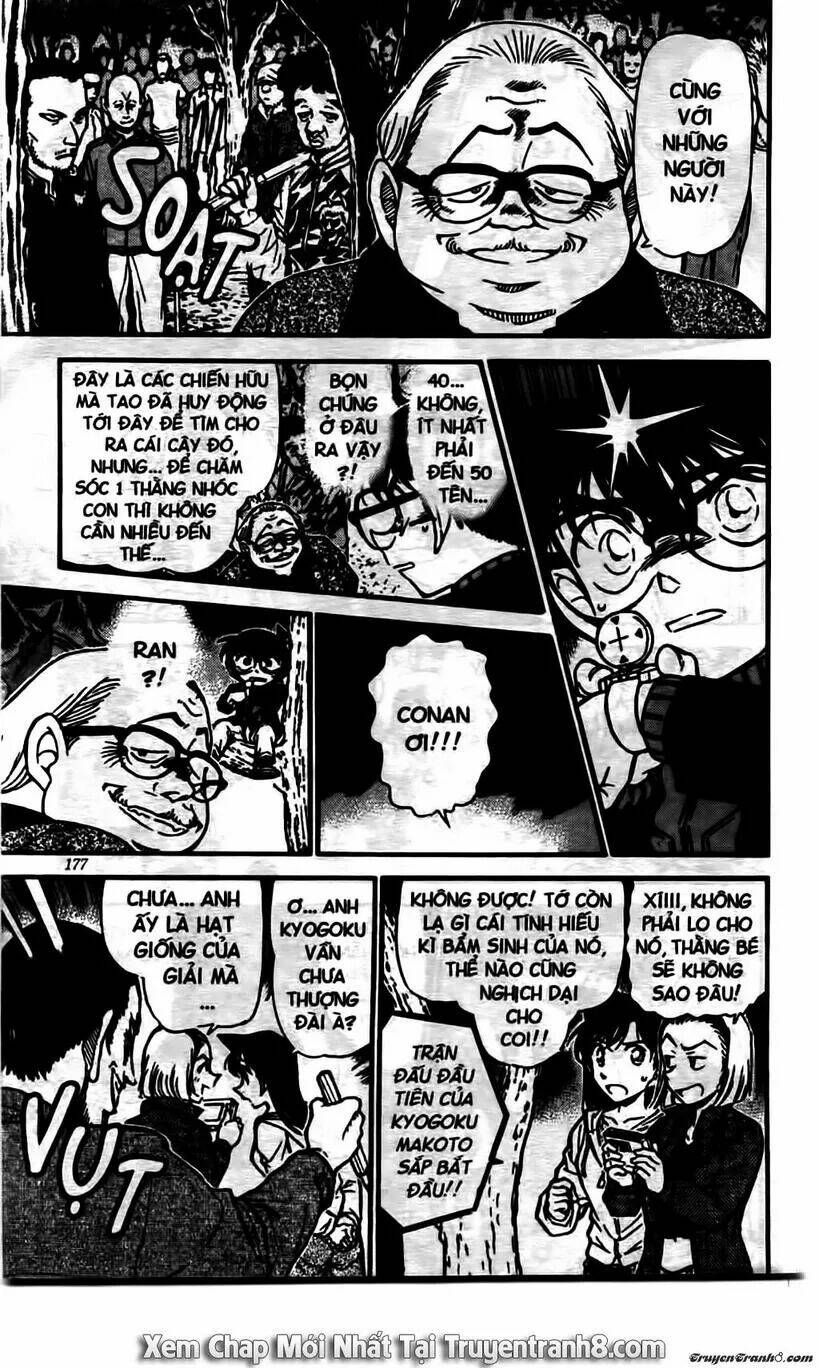 CÙNG
VỚI
NHỮNG
NGƯỜI
NÀY!
SOẠT
40...
KHÔNG,
ÍT NHẤT
PHẢI
ĐẾN 50
TÊN...
BỌN
CHÚNG
Ở ĐÂU
RA VẬY
?!
ĐÂY LÀ CÁC CHIẾN HỮU
MÀ TAO ĐÃ HUY ĐỘNG
TỚI ĐÂY ĐỂ TÌM CHO
RA CÁI CÂY ĐÓ,
NHƯNG... ĐỂ CHĂM
SÓC 1 THẰNG NHÓC
CON THÌ KHÔNG
CẦN NHIỀU ĐẾN
THẾ...
CONAN
ƠI!!!
RAN
?!
177
XÌIII, KHÔNG
PHẢI LO CHO
NÓ, THẰNG BÉ
SẼ KHÔNG
SAO ĐÂU!
KHÔNG ĐƯỢC! TỚ CÒN
LẠ GÌ CÁI TÍNH HIẾU
KÌ BẨM SINH CỦA NÓ,
THỂ NÀO CŨNG
NGHỊCH DẠI
CHO
COI!!
TRẬN
ĐẤU ĐẦU
TIÊN CỦA
KYOGOKU
MAKOTO
SẮP BẮT
ĐẦU!!
Ơ... ANH
KYOGOKU
VẪN
CHƯA
THƯỢNG
ĐÀI À?
CHƯA... ANH
ẤY LÀ HẠT
GIỐNG CỦA
GIẢI MÀ
...
VỤT
Xem Chap Mới Nhất Tại Truyentranh8.com
TruyenTranh8.com